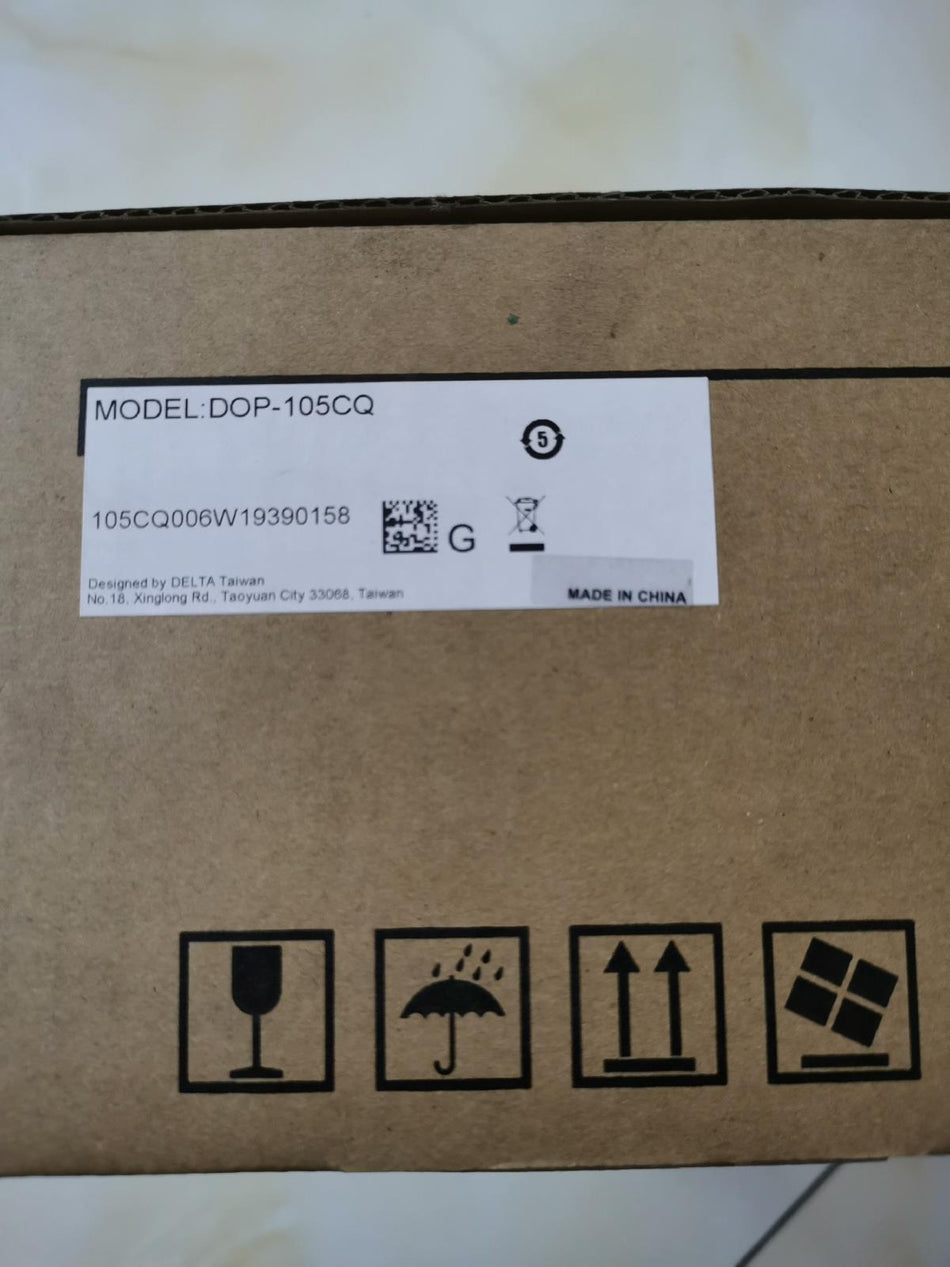 MODEL:DOP-105CQ
5
105CQ006W19390158
G
Designed by DELTA Taiwan
No.18, Xinglong Rd., Taoyuan City 33068, Taiwan
MADE IN CHINA